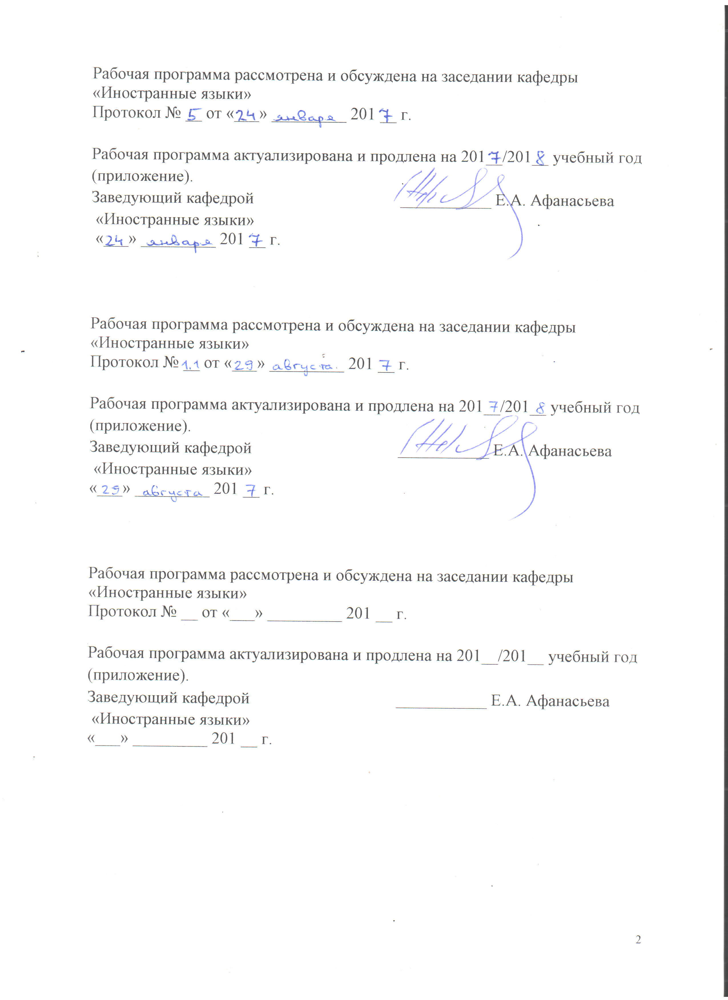 Рабочая программа рассмотрена и обсуждена на заседании кафедры
«Иностранные языки»
Протокол № 5 от «24» января 2017 г.
Рабочая программа актуализирована и продлена на 2017/2018 учебный год
(приложение).
Заведующий кафедрой ___________ Е.А. Афанасьева
«Иностранные языки»
«24» января 2017 г.
Рабочая программа рассмотрена и обсуждена на заседании кафедры
«Иностранные языки»
Протокол № 1.1 от «29» августа 2017 г.
Рабочая программа актуализирована и продлена на 2017/2018 учебный год
(приложение).
Заведующий кафедрой ___________ Е.А. Афанасьева
«Иностранные языки»
«29» августа 2017 г.
Рабочая программа рассмотрена и обсуждена на заседании кафедры
«Иностранные языки»
Протокол № __ от «___» _________ 201 __ г.
Рабочая программа актуализирована и продлена на 201__/201__ учебный год
(приложение).
Заведующий кафедрой ___________ Е.А. Афанасьева
«Иностранные языки»
«___» _________ 201 __ г.
2